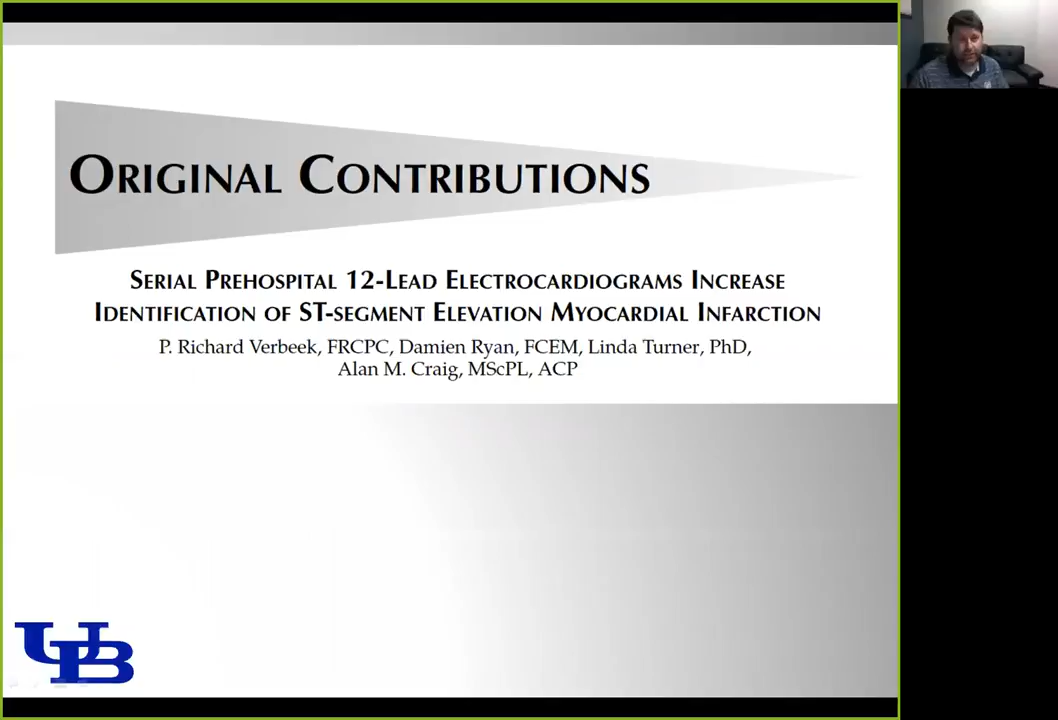 ORIGINAL CONTRIBUTIONS
SERIAL PREHOSPITAL 12-LEAD ELECTROCARDIOGRAMS INCREASE
IDENTIFICATION OF ST-SEGMENT ELEVATION MYOCARDIAL INFARCTION
P. Richard Verbeek, FRCPC, Damien Ryan, FCEM, Linda Turner, PhD,
Alan M. Craig, MScPL, ACP
UB